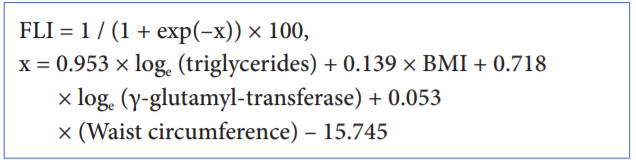 FLI = 1 / (1 + exp(–x)) × 100,
x = 0.953 × logₑ (triglycerides) + 0.139 × BMI + 0.718
× logₑ (γ-glutamyl-transferase) + 0.053
× (Waist circumference) – 15.745